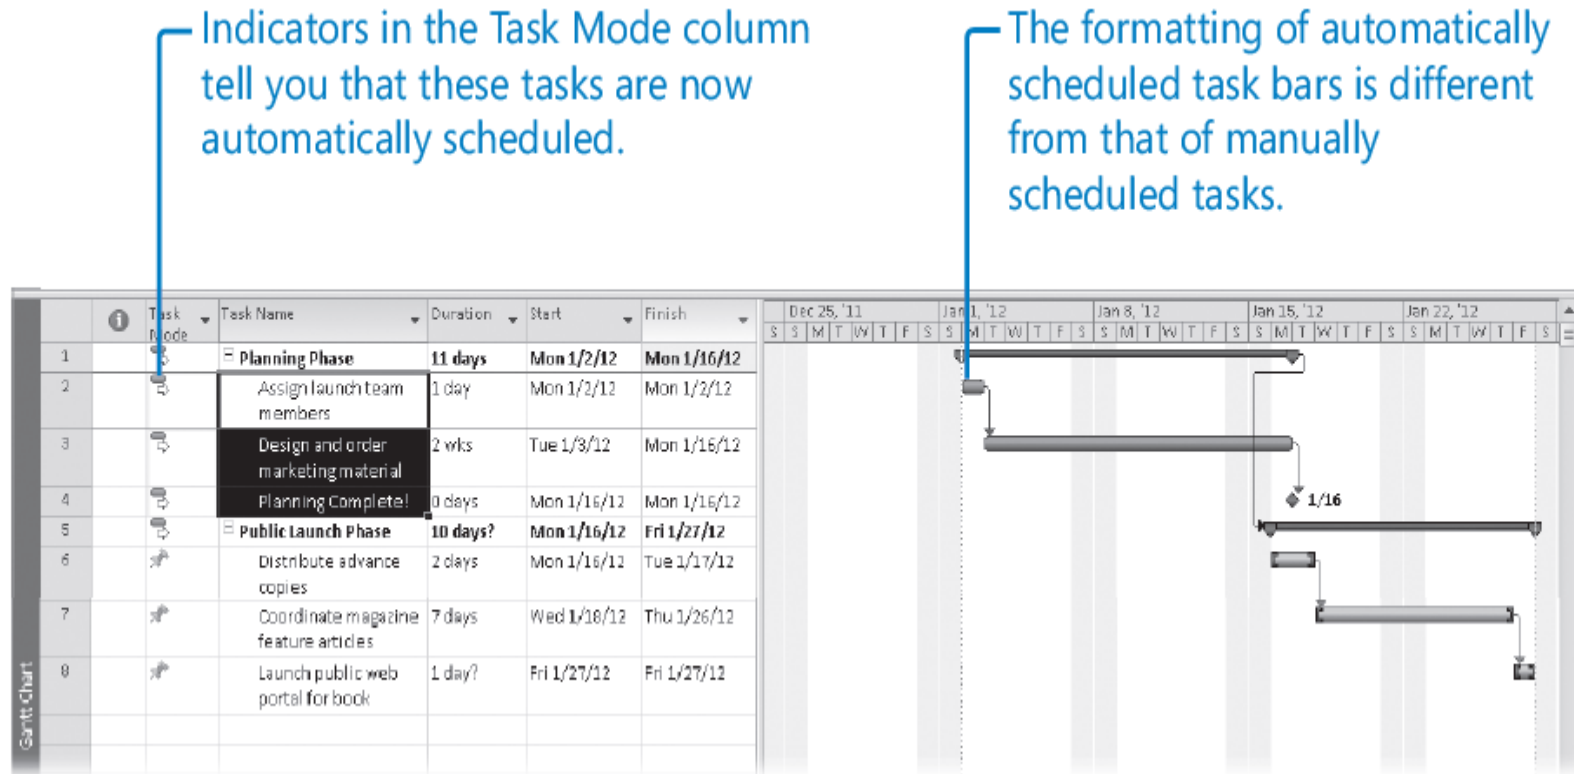 Indicators in the Task Mode column
tell you that these tasks are now
automatically scheduled.
The formatting of automatically
scheduled task bars is different
from that of manually
scheduled tasks.
Task Mode Task Name Duration Start Finish
Dec 25, '11 Jan 1, '12 Jan 8, '12 Jan 15, '12 Jan 22, '12
S S M T W T F S S M T W T F S S M T W T F S S M T W T F S S M T W T F S
1 Planning Phase 11 days Mon 1/2/12 Mon 1/16/12
2 Assign launch team 1 day Mon 1/2/12 Mon 1/2/12
members
3 Design and order 2 wks Tue 1/3/12 Mon 1/16/12
marketing material
4 Planning Complete! 0 days Mon 1/16/12 Mon 1/16/12 1/16
5 Public Launch Phase 10 days? Mon 1/16/12 Fri 1/27/12
6 Distribute advance 2 days Mon 1/16/12 Tue 1/17/12
copies
7 Coordinate magazine 7 days Wed 1/18/12 Thu 1/26/12
feature articles
8 Launch public web 1 day? Fri 1/27/12 Fri 1/27/12
portal for book
Gantt Chart